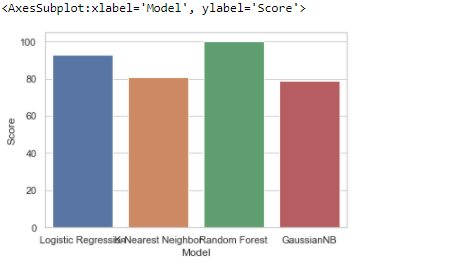 <AxesSubplot:xlabel='Model', ylabel='Score'>
100
80
60
40
20
0
Score
Logistic Regression K-Nearest Neighbor Random Forest GaussianNB
Model